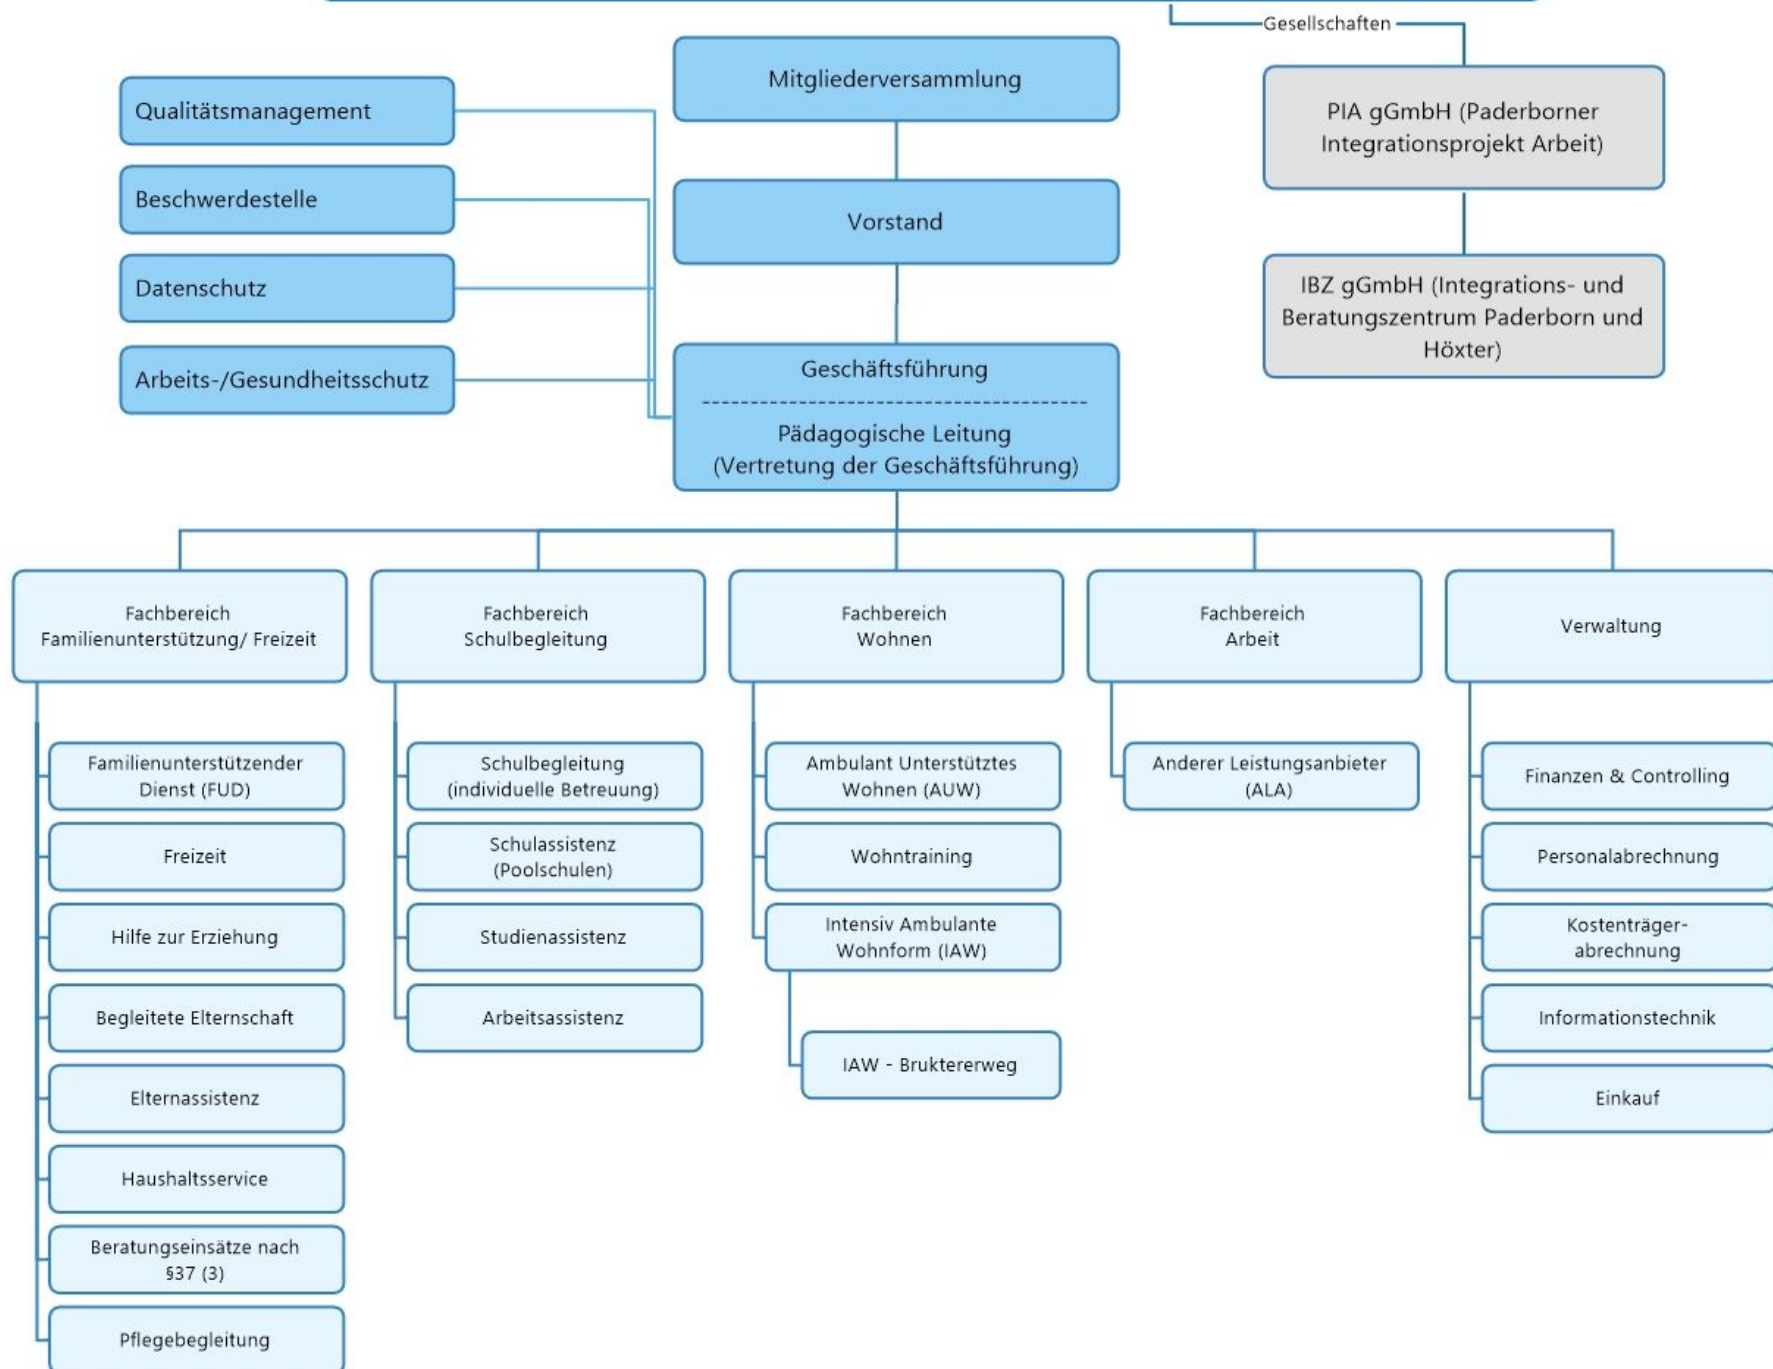 Gesellschaften
Mitgliederversammlung
Qualitätsmanagement
PIA gGmbH (Paderborner
Integrationsprojekt Arbeit)
Beschwerdestelle
Vorstand
Datenschutz
IBZ gGmbH (Integrations- und
Beratungszentrum Paderborn und
Höxter)
Arbeits-/Gesundheitsschutz
Geschäftsführung
Pädagogische Leitung
(Vertretung der Geschäftsführung)
Fachbereich
Familienunterstützung/ Freizeit
Familienunterstützender
Dienst (FUD)
Freizeit
Hilfe zur Erziehung
Begleitete Elternschaft
Elternassistenz
Haushaltsservice
Beratungseinsätze nach
§37 (3)
Pflegebegleitung
Fachbereich
Schulbegleitung
Schulbegleitung
(individuelle Betreuung)
Schulassistenz
(Poolschulen)
Studienassistenz
Arbeitsassistenz
Fachbereich
Wohnen
Ambulant Unterstütztes
Wohnen (AUW)
Wohntraining
Intensiv Ambulante
Wohnform (IAW)
IAW - Bruktererweg
Fachbereich
Arbeit
Anderer Leistungsanbieter
(ALA)
Verwaltung
Finanzen & Controlling
Personalabrechnung
Kostenträger-
abrechnung
Informationstechnik
Einkauf